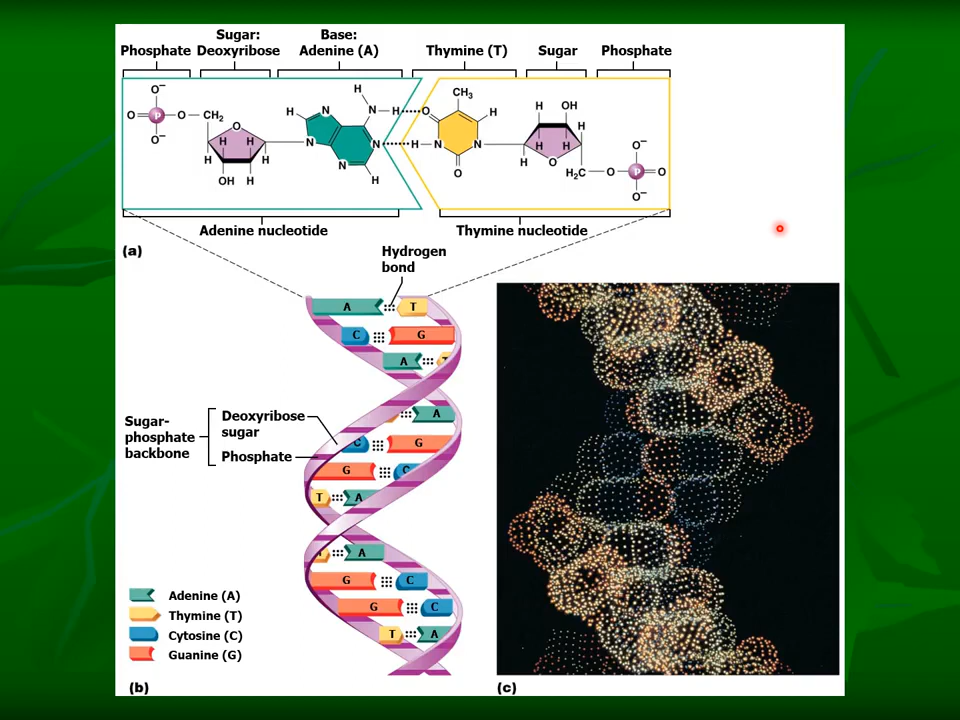 Sugar:
Base:
Phosphate Deoxyribose Adenine (A) Thymine (T) Sugar Phosphate
O−
O P O CH2
O−
O
H H H H
OH H
H N N H H
N N N
H
CH3
O H
H N N
O
H OH
H
H H
H O
H2C O P O
O−
O−
Adenine nucleotide
Thymine nucleotide
(a)
Hydrogen
bond
A T
C G
A T
A
C G
G C
T A
A
G C
G C
T A
Sugar-
phosphate
backbone
Deoxyribose
sugar
Phosphate
Adenine (A)
Thymine (T)
Cytosine (C)
Guanine (G)
(b)
(c)